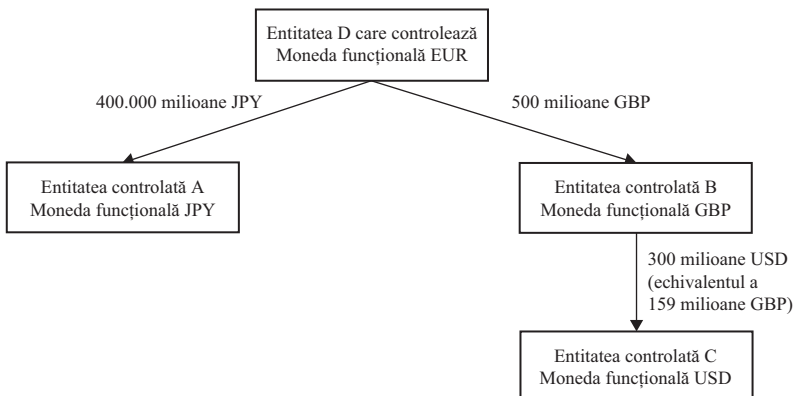 Entitatea D care controlează
Moneda funcțională EUR
400.000 milioane JPY
500 milioane GBP
Entitatea controlată A
Moneda funcțională JPY
Entitatea controlată B
Moneda funcțională GBP
300 milioane USD
(echivalentul a
159 milioane GBP)
Entitatea controlată C
Moneda funcțională USD